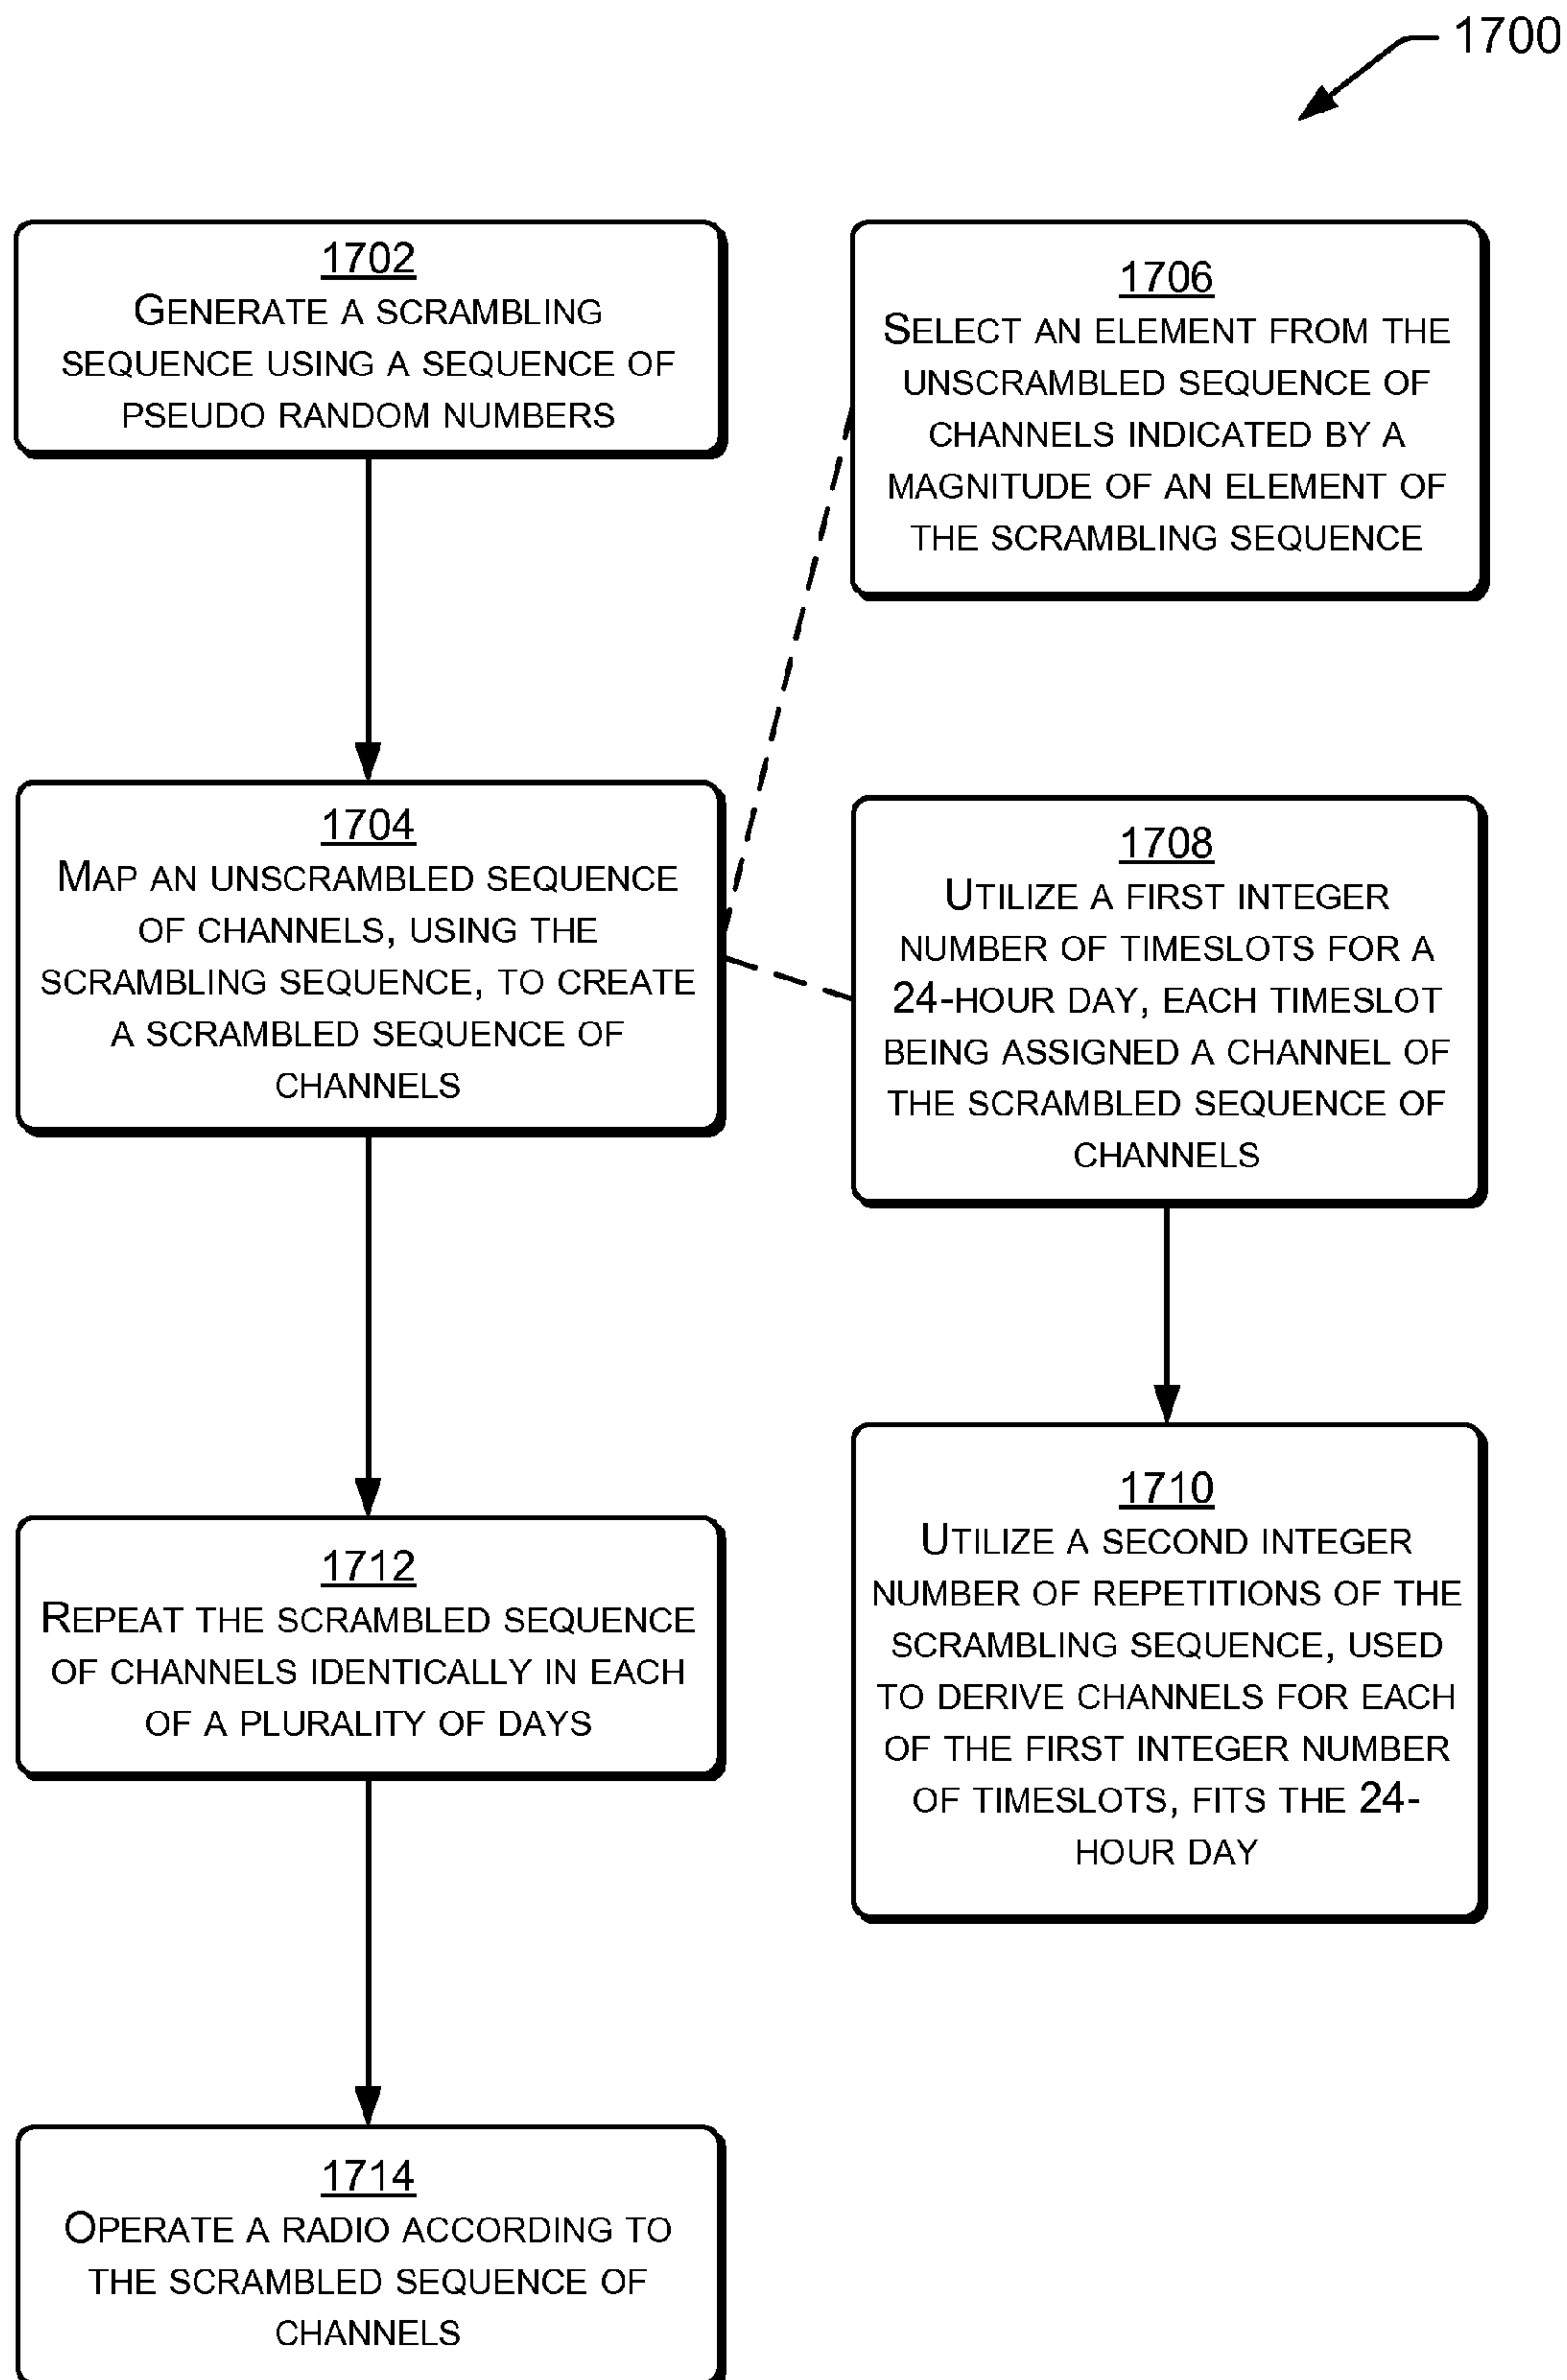 1700
1702
GENERATE A SCRAMBLING
SEQUENCE USING A SEQUENCE OF
PSEUDO RANDOM NUMBERS
1704
MAP AN UNSCRAMBLED SEQUENCE
OF CHANNELS, USING THE
SCRAMBLING SEQUENCE, TO CREATE
A SCRAMBLED SEQUENCE OF
CHANNELS
1706
SELECT AN ELEMENT FROM THE
UNSCRAMBLED SEQUENCE OF
CHANNELS INDICATED BY A
MAGNITUDE OF AN ELEMENT OF
THE SCRAMBLING SEQUENCE
1708
UTILIZE A FIRST INTEGER
NUMBER OF TIMESLOTS FOR A
24-HOUR DAY, EACH TIMESLOT
BEING ASSIGNED A CHANNEL OF
THE SCRAMBLED SEQUENCE OF
CHANNELS
1710
UTILIZE A SECOND INTEGER
NUMBER OF REPETITIONS OF THE
SCRAMBLING SEQUENCE, USED
TO DERIVE CHANNELS FOR EACH
OF THE FIRST INTEGER NUMBER
OF TIMESLOTS, FITS THE 24-
HOUR DAY
1712
REPEAT THE SCRAMBLED SEQUENCE
OF CHANNELS IDENTICALLY IN EACH
OF A PLURALITY OF DAYS
1714
OPERATE A RADIO ACCORDING TO
THE SCRAMBLED SEQUENCE OF
CHANNELS